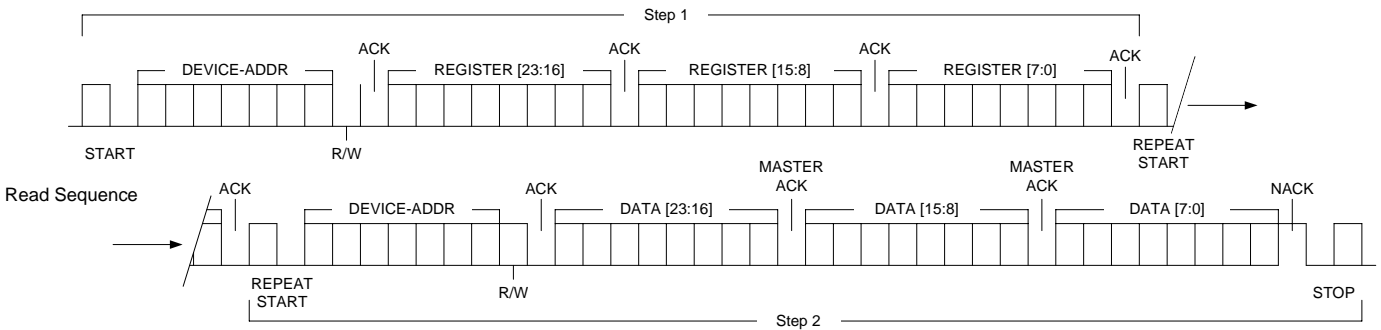 Step 1
ACK ACK ACK ACK
DEVICE-ADDR REGISTER [23:16] REGISTER [15:8] REGISTER [7:0]
START R/W REPEAT
START
Read Sequence
ACK ACK MASTER
ACK MASTER
ACK NACK
DEVICE-ADDR DATA [23:16] DATA [15:8] DATA [7:0]
REPEAT
START R/W STOP
Step 2